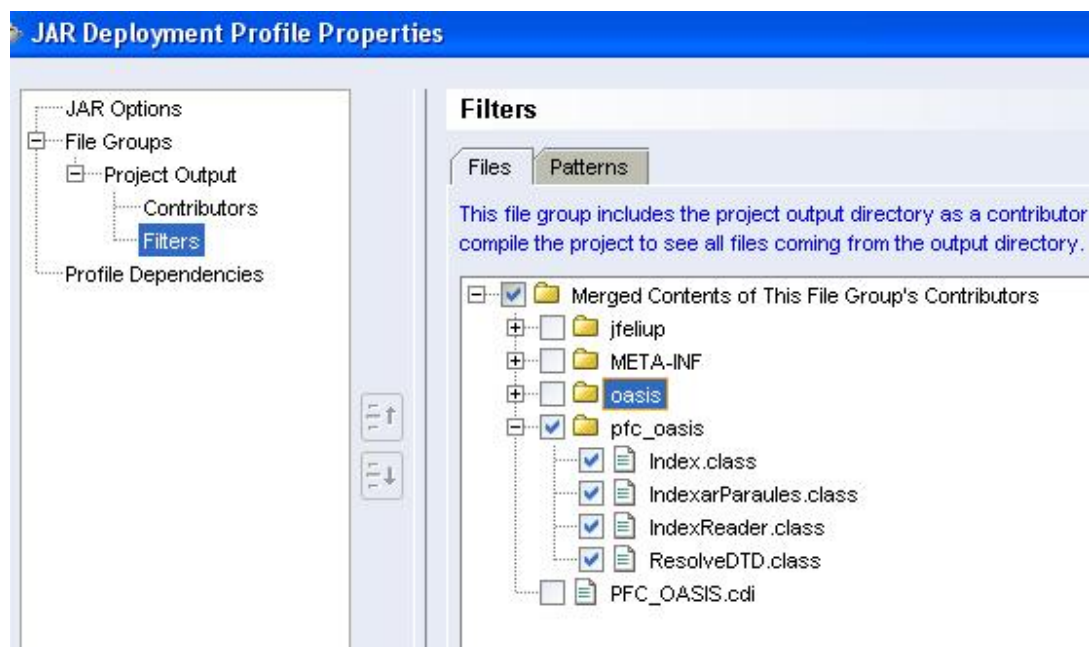 JAR Deployment Profile Properties
JAR Options
File Groups
Project Output
Contributors
Filters
Profile Dependencies
Filters
Files
Patterns
This file group includes the project output directory as a contributor
compile the project to see all files coming from the output directory.
Merged Contents of This File Group's Contributors
jfeliup
META-INF
oasis
pfc_oasis
Index.class
IndexarParaules.class
IndexReader.class
ResolveDTD.class
PFC_OASIS.cdi